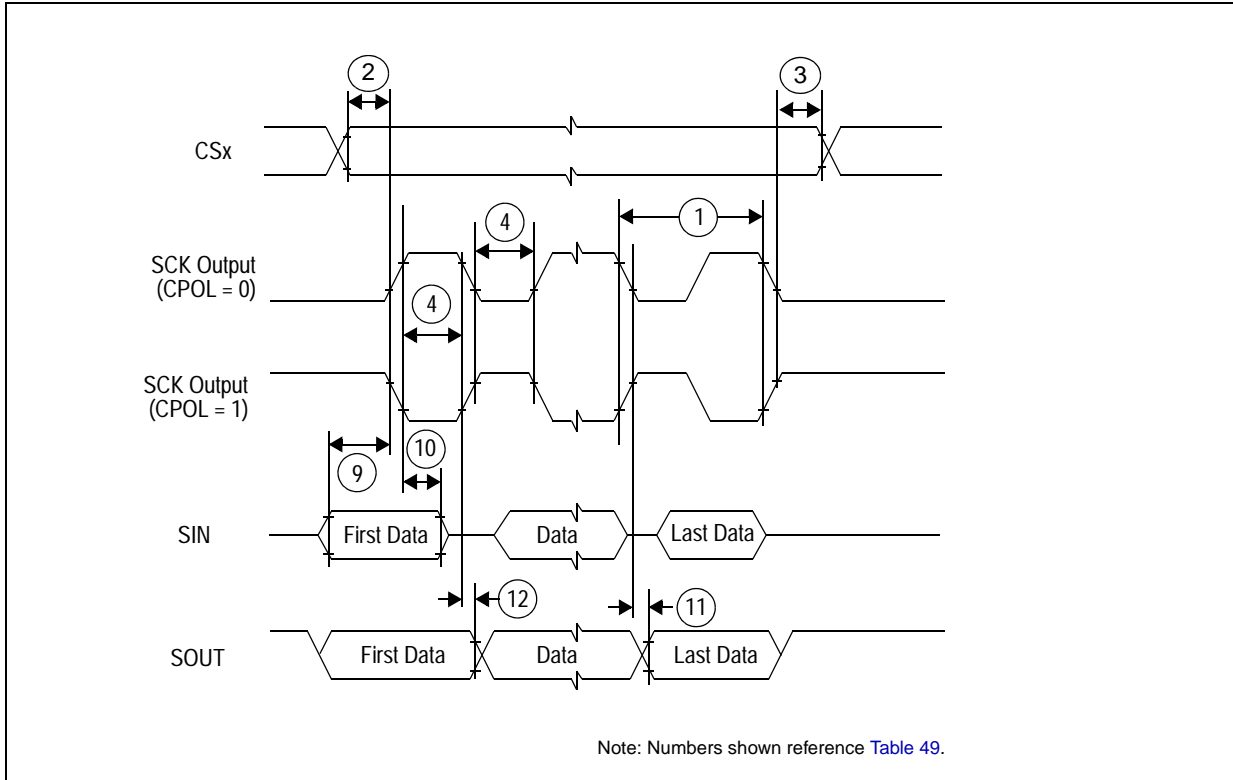 2
3
CSx
1
4
SCK Output
(CPOL = 0)
4
SCK Output
(CPOL = 1)
10
9
SIN
First Data
Data
Last Data
12
11
SOUT
First Data
Data
Last Data
Note: Numbers shown reference Table 49.